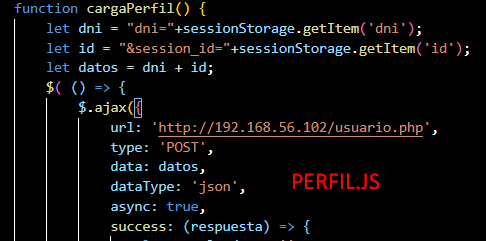 function cargaPerfil() {
let dni = "dni="+sessionStorage.getItem('dni');
let id = "&session_id="+sessionStorage.getItem('id');
let datos = dni + id;
$( () => {
$.ajax({
url: 'http://192.168.56.102/usuario.php',
type: 'POST',
data: datos,
dataType: 'json',
PERFIL.JS
async: true,
success: (respuesta) => {